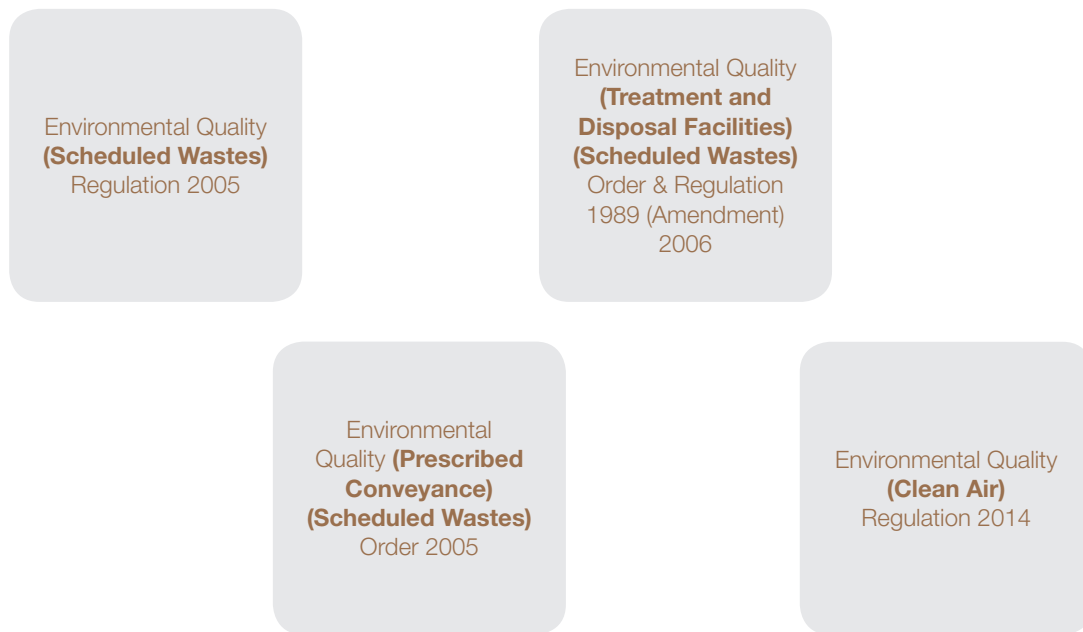 Environmental Quality
(Scheduled Wastes)
Regulation 2005
Environmental Quality
(Treatment and
Disposal Facilities)
(Scheduled Wastes)
Order & Regulation
1989 (Amendment)
2006
Environmental
Quality (Prescribed
Conveyance)
(Scheduled Wastes)
Order 2005
Environmental Quality
(Clean Air)
Regulation 2014